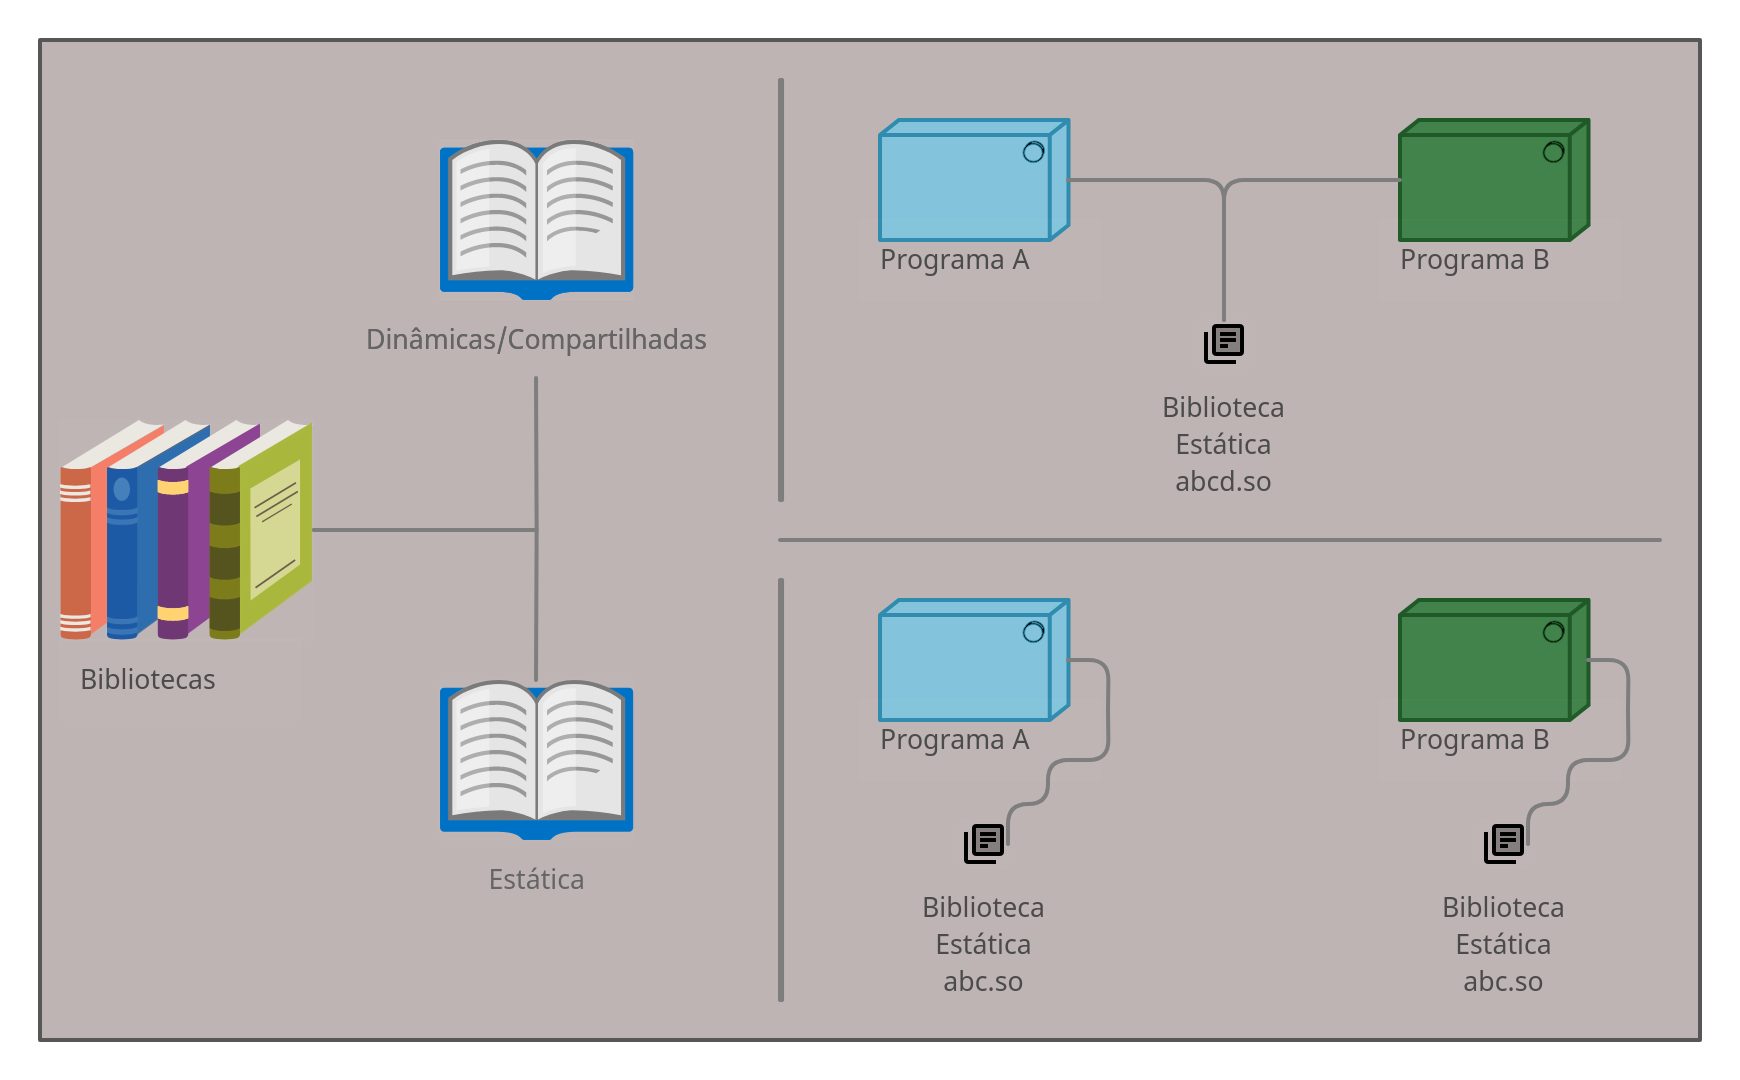 Dinâmicas/Compartilhadas
Bibliotecas
Estática
Programa A
Programa B
Biblioteca
Estática
abcd.so
Programa A
Programa B
Biblioteca
Estática
abc.so
Biblioteca
Estática
abc.so